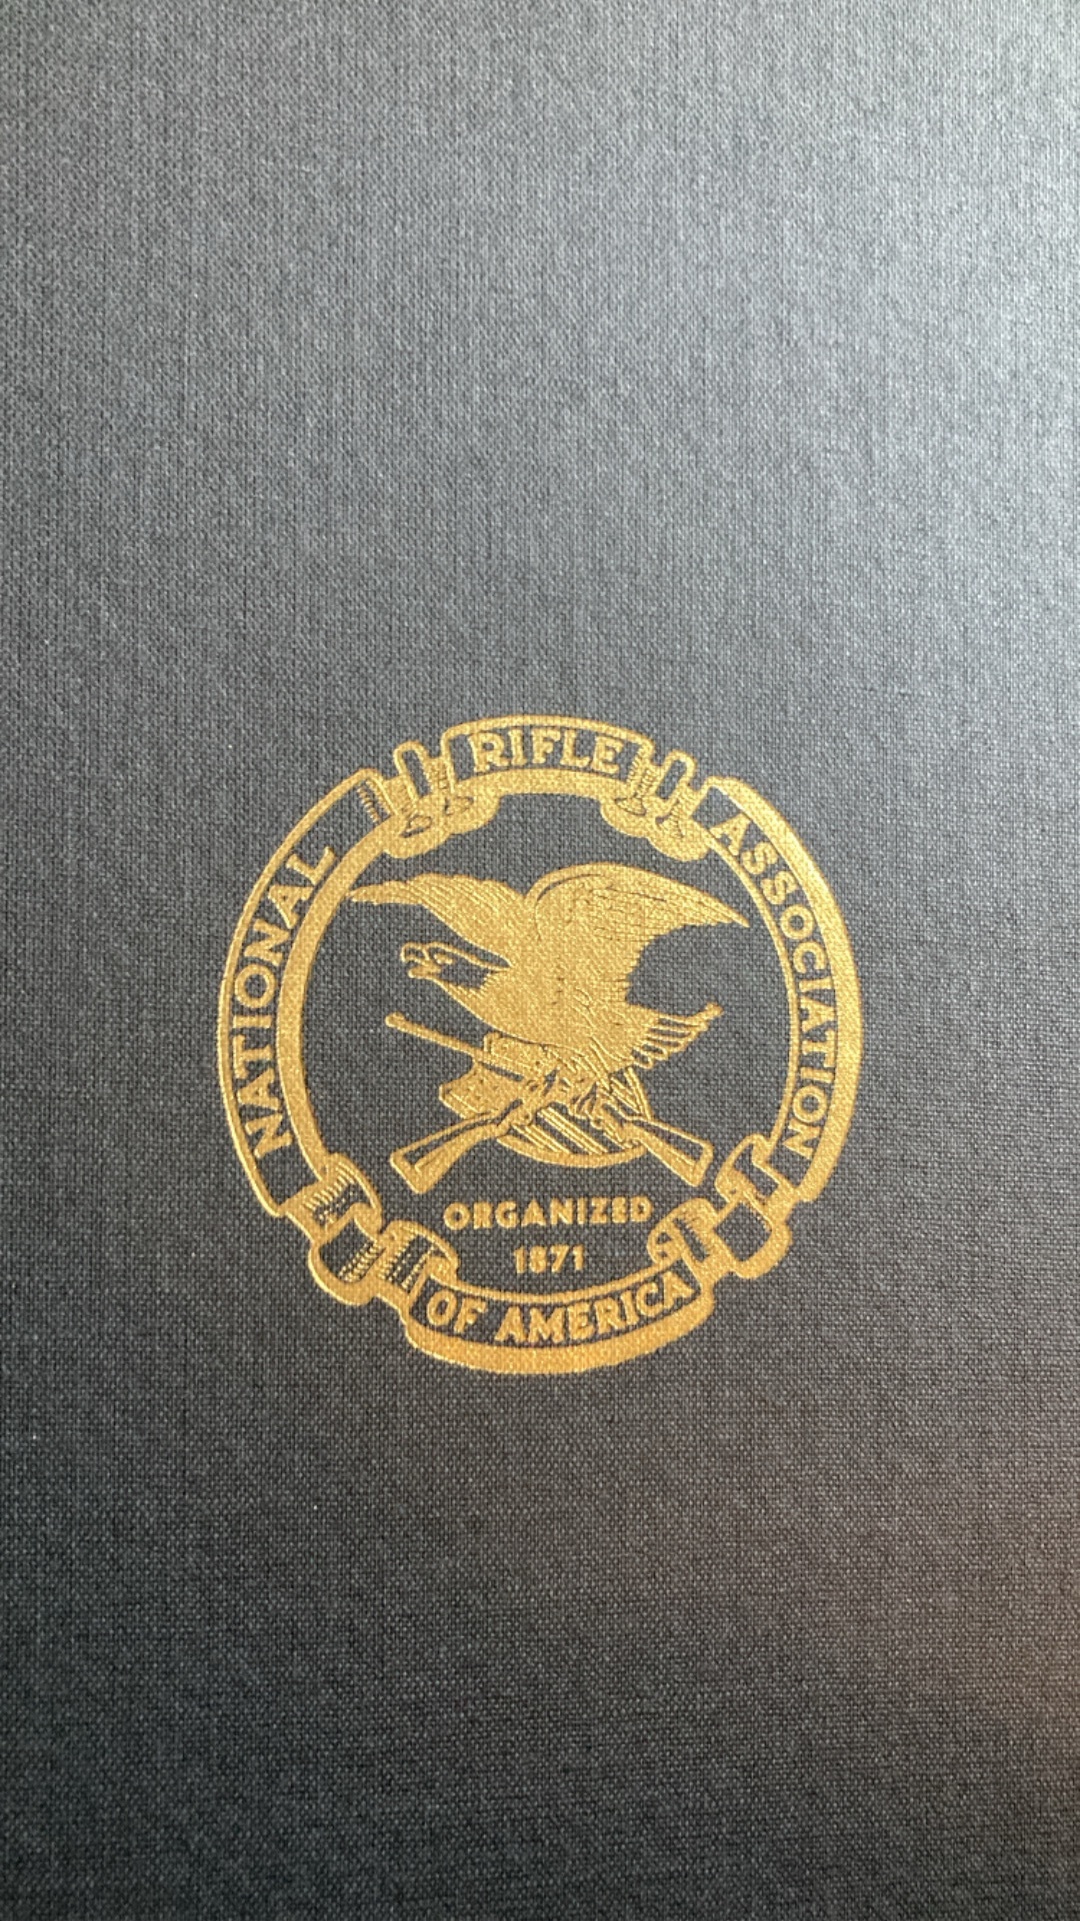 NATIONAL
RIFLE
ASSOCIATION
ORGANIZED
1871
OF AMERICA